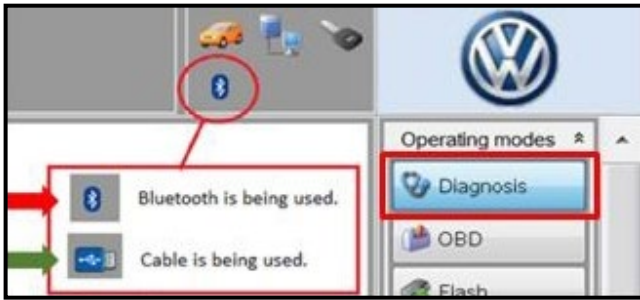 Operating modes
Diagnosis
Bluetooth is being used.
OBD
Cable is being used.
Flash